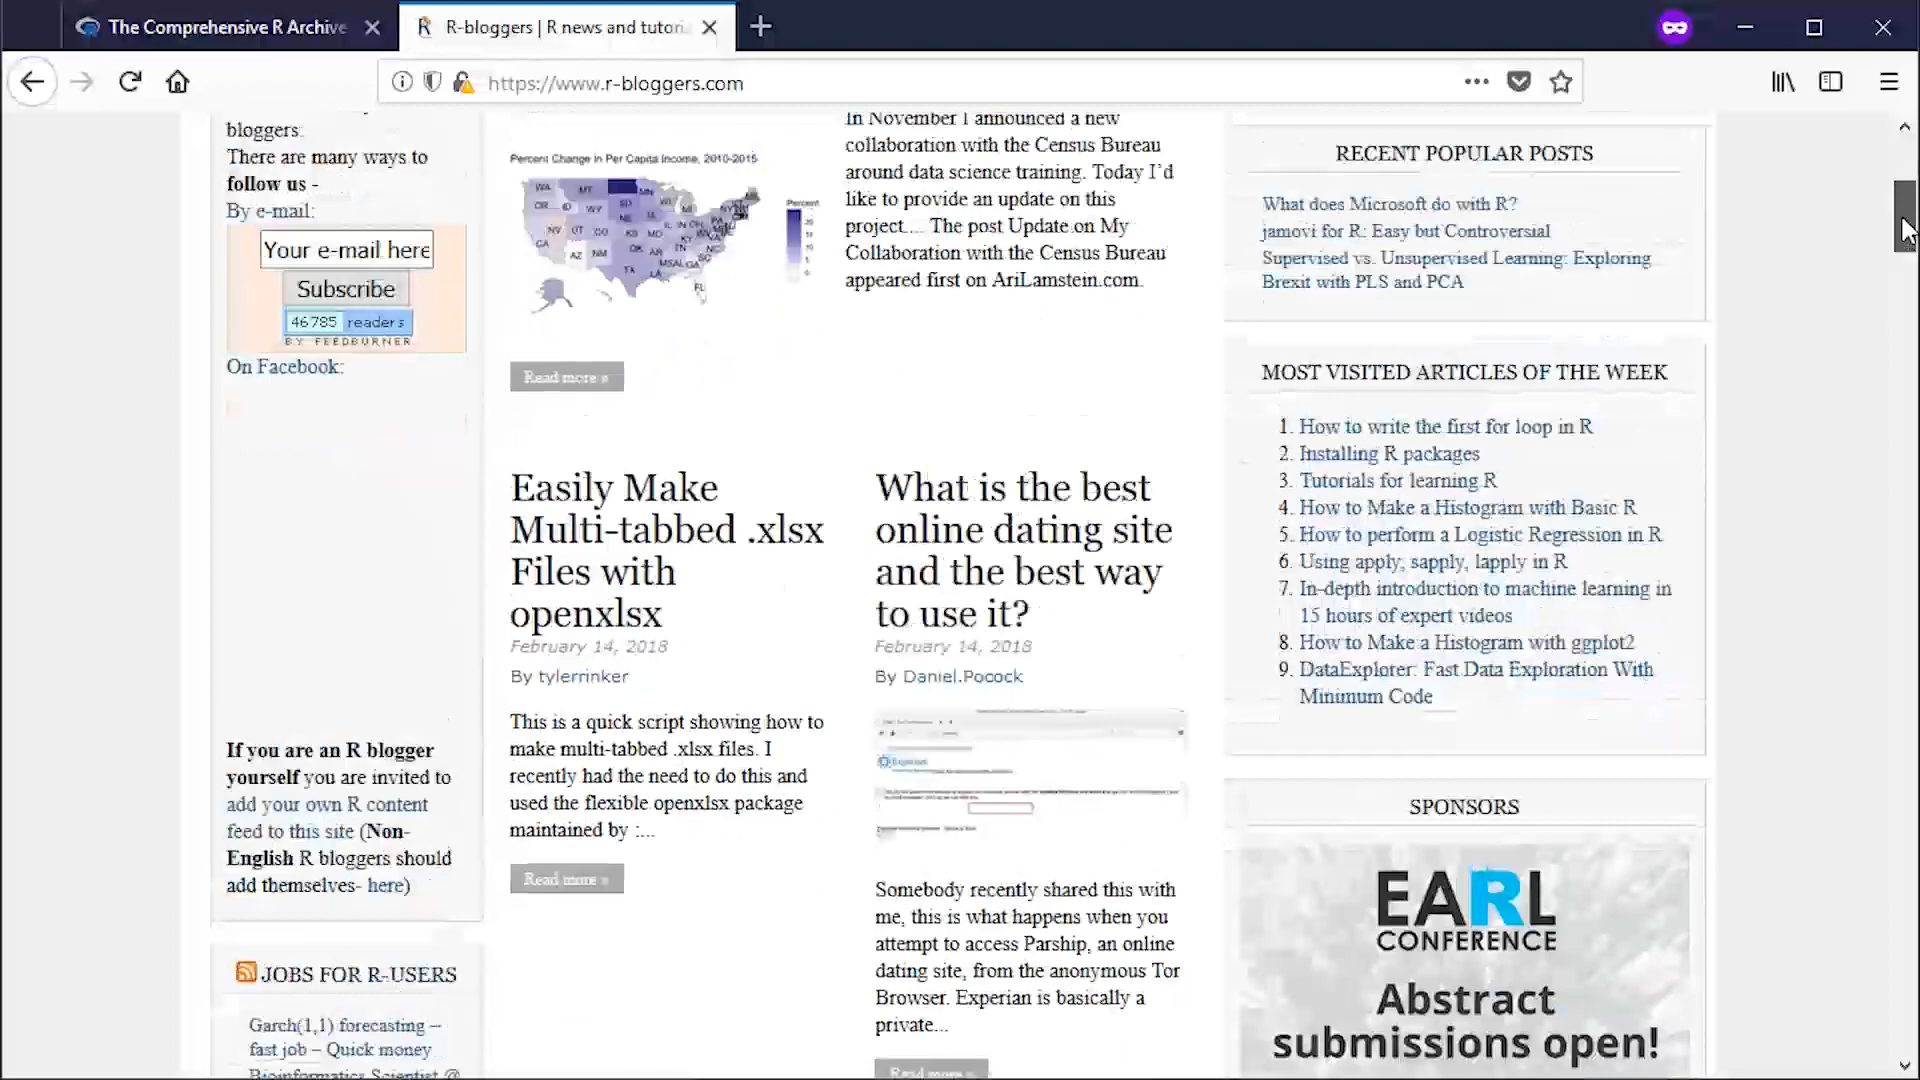 The Comprehensive R Archive
R-bloggers | R news and tutori
https://www.r-bloggers.com
bloggers.
There are many ways to
follow us -
By e-mail:
Your e-mail here
Subscribe
46785 readers
BY FEEDBURNER
On Facebook:
If you are an R blogger
yourself you are invited to
add your own R content
feed to this site (Non-
English R bloggers should
add themselves- here)
JOBS FOR R-USERS
Garch(1,1) forecasting –
fast job – Quick money
Bioinformatics Scientist @
Percent Change in Per Capita Income, 2010-2015
Percent
Read more »
In November I announced a new
collaboration with the Census Bureau
around data science training. Today I'd
like to provide an update on this
project.... The post Update on My
Collaboration with the Census Bureau
appeared first on AriLamstein.com.
Easily Make
Multi-tabbed .xlsx
Files with
openxlsx
February 14, 2018
By tylerrinker
This is a quick script showing how to
make multi-tabbed .xlsx files. I
recently had the need to do this and
used the flexible openxlsx package
maintained by :...
Read more »
What is the best
online dating site
and the best way
to use it?
February 14, 2018
By Daniel.Pocock
Experian
Somebody recently shared this with
me, this is what happens when you
attempt to access Parship, an online
dating site, from the anonymous Tor
Browser. Experian is basically a
private...
Read more »
RECENT POPULAR POSTS
What does Microsoft do with R?
jamovi for R: Easy but Controversial
Supervised vs. Unsupervised Learning: Exploring
Brexit with PLS and PCA
MOST VISITED ARTICLES OF THE WEEK
1. How to write the first for loop in R
2. Installing R packages
3. Tutorials for learning R
4. How to Make a Histogram with Basic R
5. How to perform a Logistic Regression in R
6. Using apply, sapply, lapply in R
7. In-depth introduction to machine learning in
15 hours of expert videos
8. How to Make a Histogram with ggplot2
9. DataExplorer: Fast Data Exploration With
Minimum Code
SPONSORS
EARL
CONFERENCE
Abstract
submissions open!